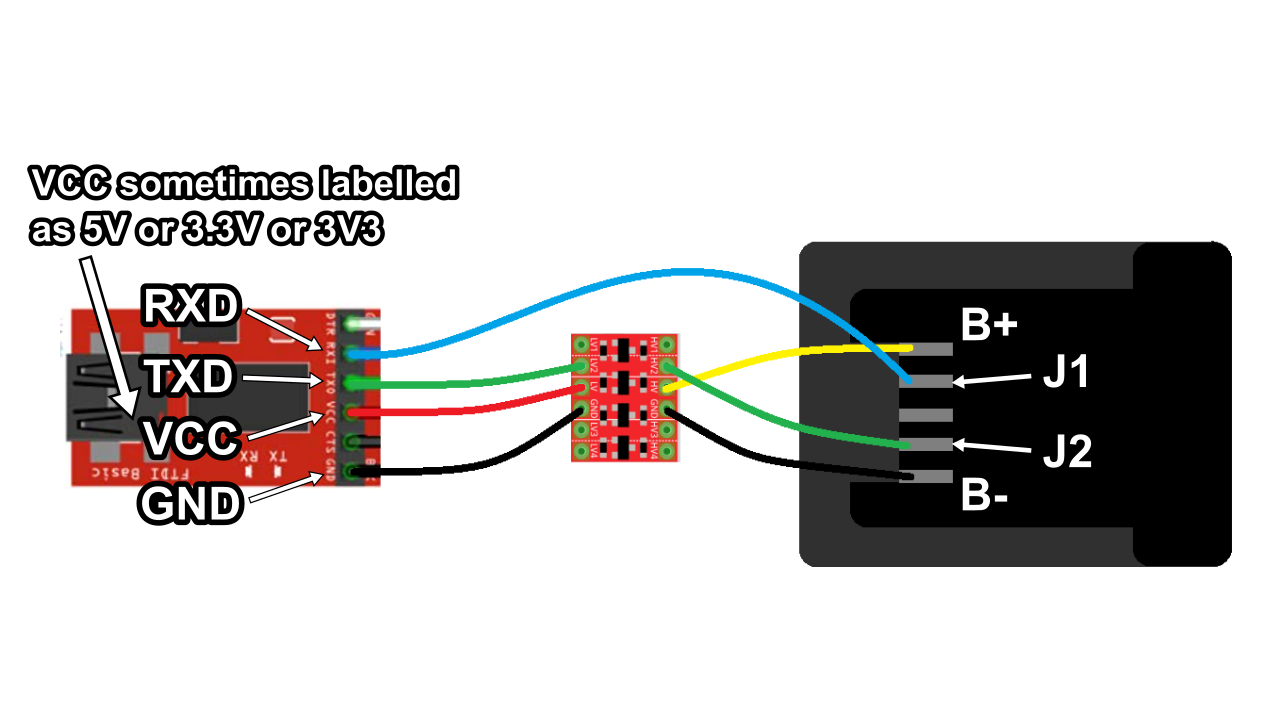 VCC sometimes labelled
as 5V or 3.3V or 3V3
RXD
TXD
VCC
GND
DTR
RXI
TXO
VCC
CTS
GND
TX
RX
FTDI Basic
LV1
LV2
LV
GND
LV3
LV4
HV1
HV2
HV
GND
HV3
HV4
B+
J1
J2
B-